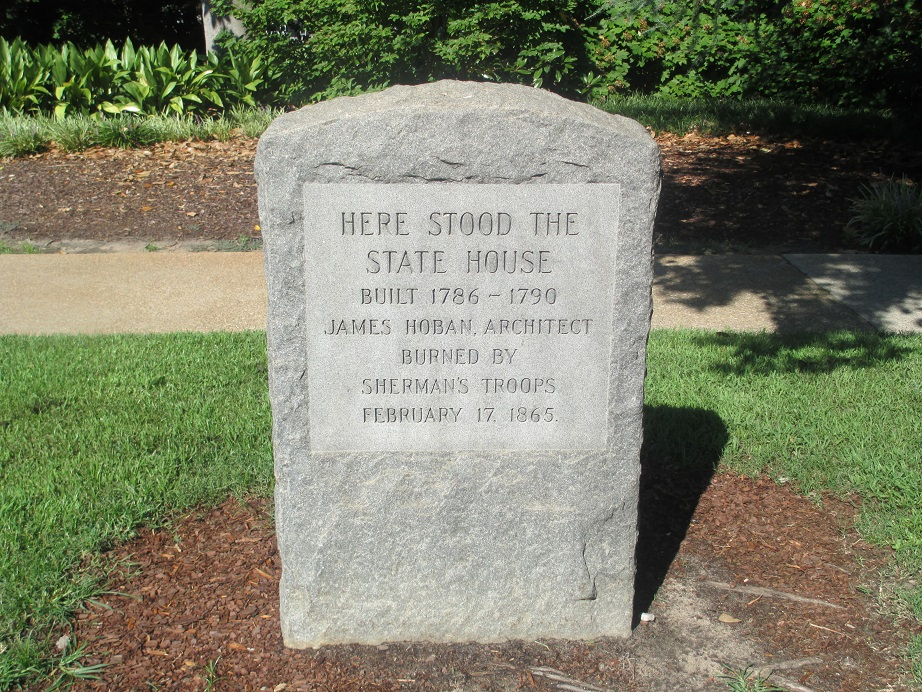 HERE STOOD THE
STATE HOUSE
BUILT 1786 – 1790
JAMES HOBAN, ARCHITECT
BURNED BY
SHERMAN'S TROOPS
FEBRUARY 17, 1865.